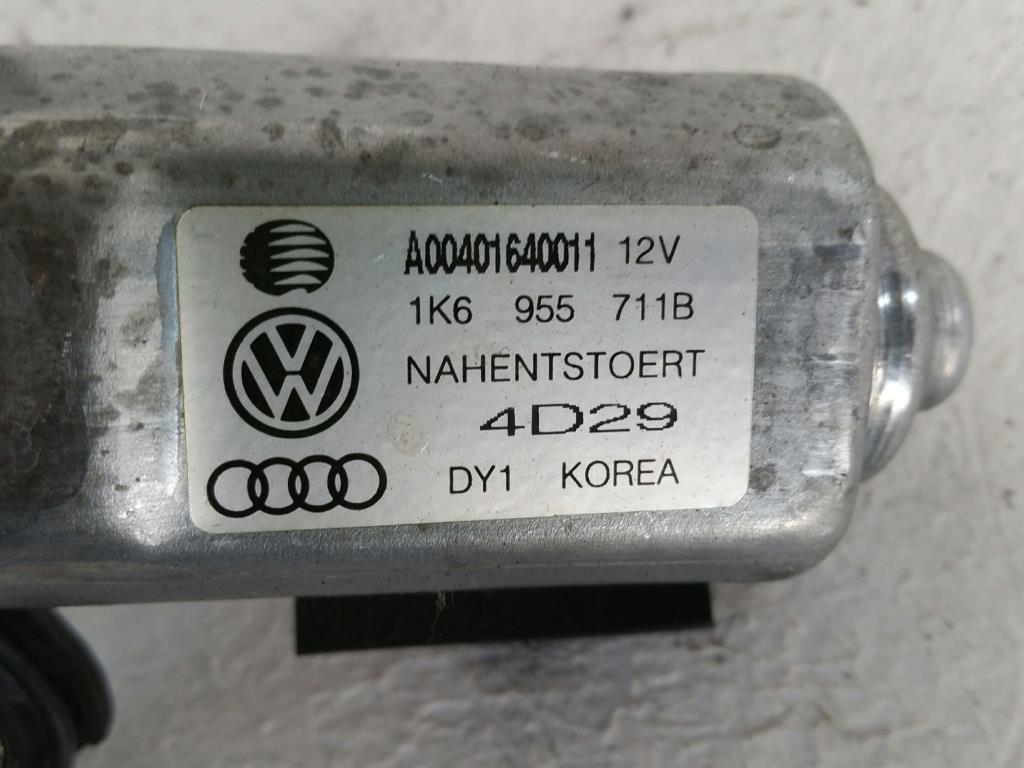 A00401640011 12V
1K6 955 711B
NAHENTSTOERT
4D29
DY1 KOREA